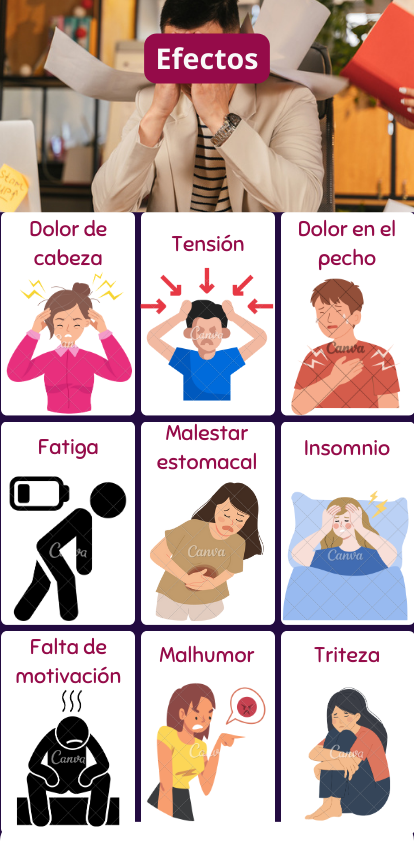 Efectos
Dolor de
cabeza
Tensión
Dolor en el
pecho
Fatiga
Malestar
estomacal
Insomnio
Falta de
motivación
Malhumor
Triteza
Canva
Canva
Canva
Canva
Canva
Canva
Canva
Canva